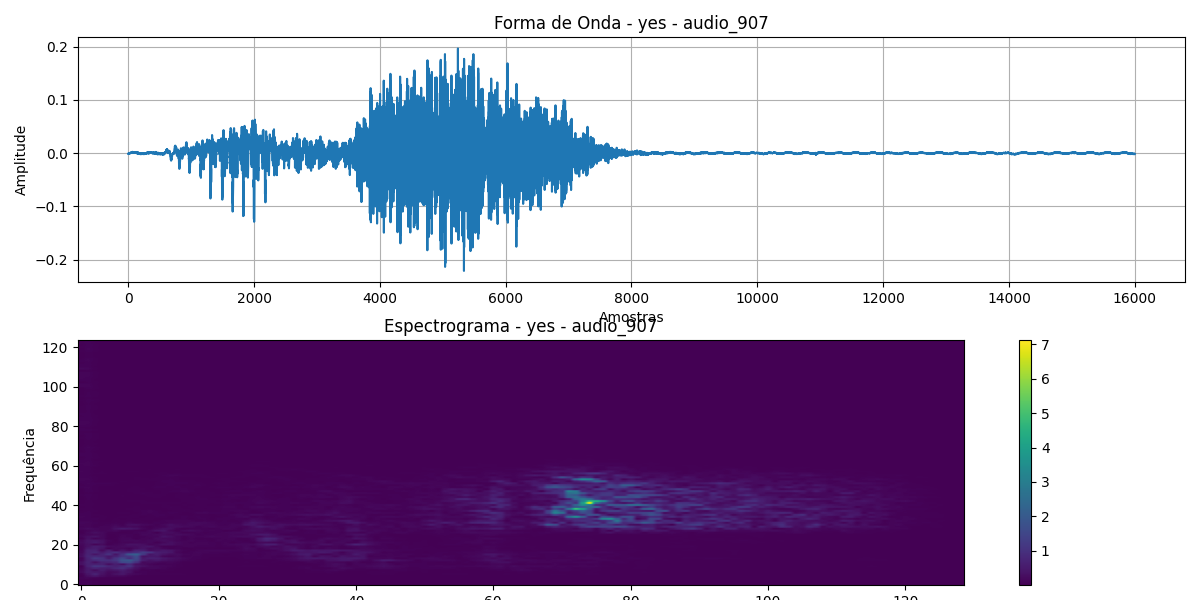 Forma de Onda - yes - audio_907
Amplitude
0.2
0.1
0.0
−0.1
−0.2
0 2000 4000 6000 8000 10000 12000 14000 16000
Amostras
Espectrograma - yes - audio_907
Frequência
120
100
80
60
40
20
0
0 20 40 60 80 100 120
7
6
5
4
3
2
1